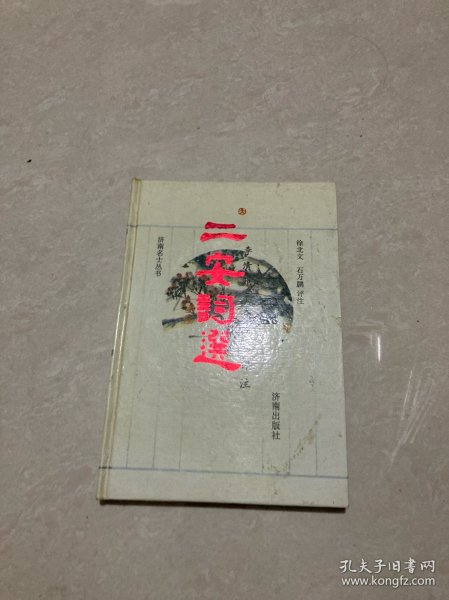 济南名士丛书
二安词選
徐北文 石万鹏 评注
济南出版社
孔夫子旧书网
www.kongfz.com